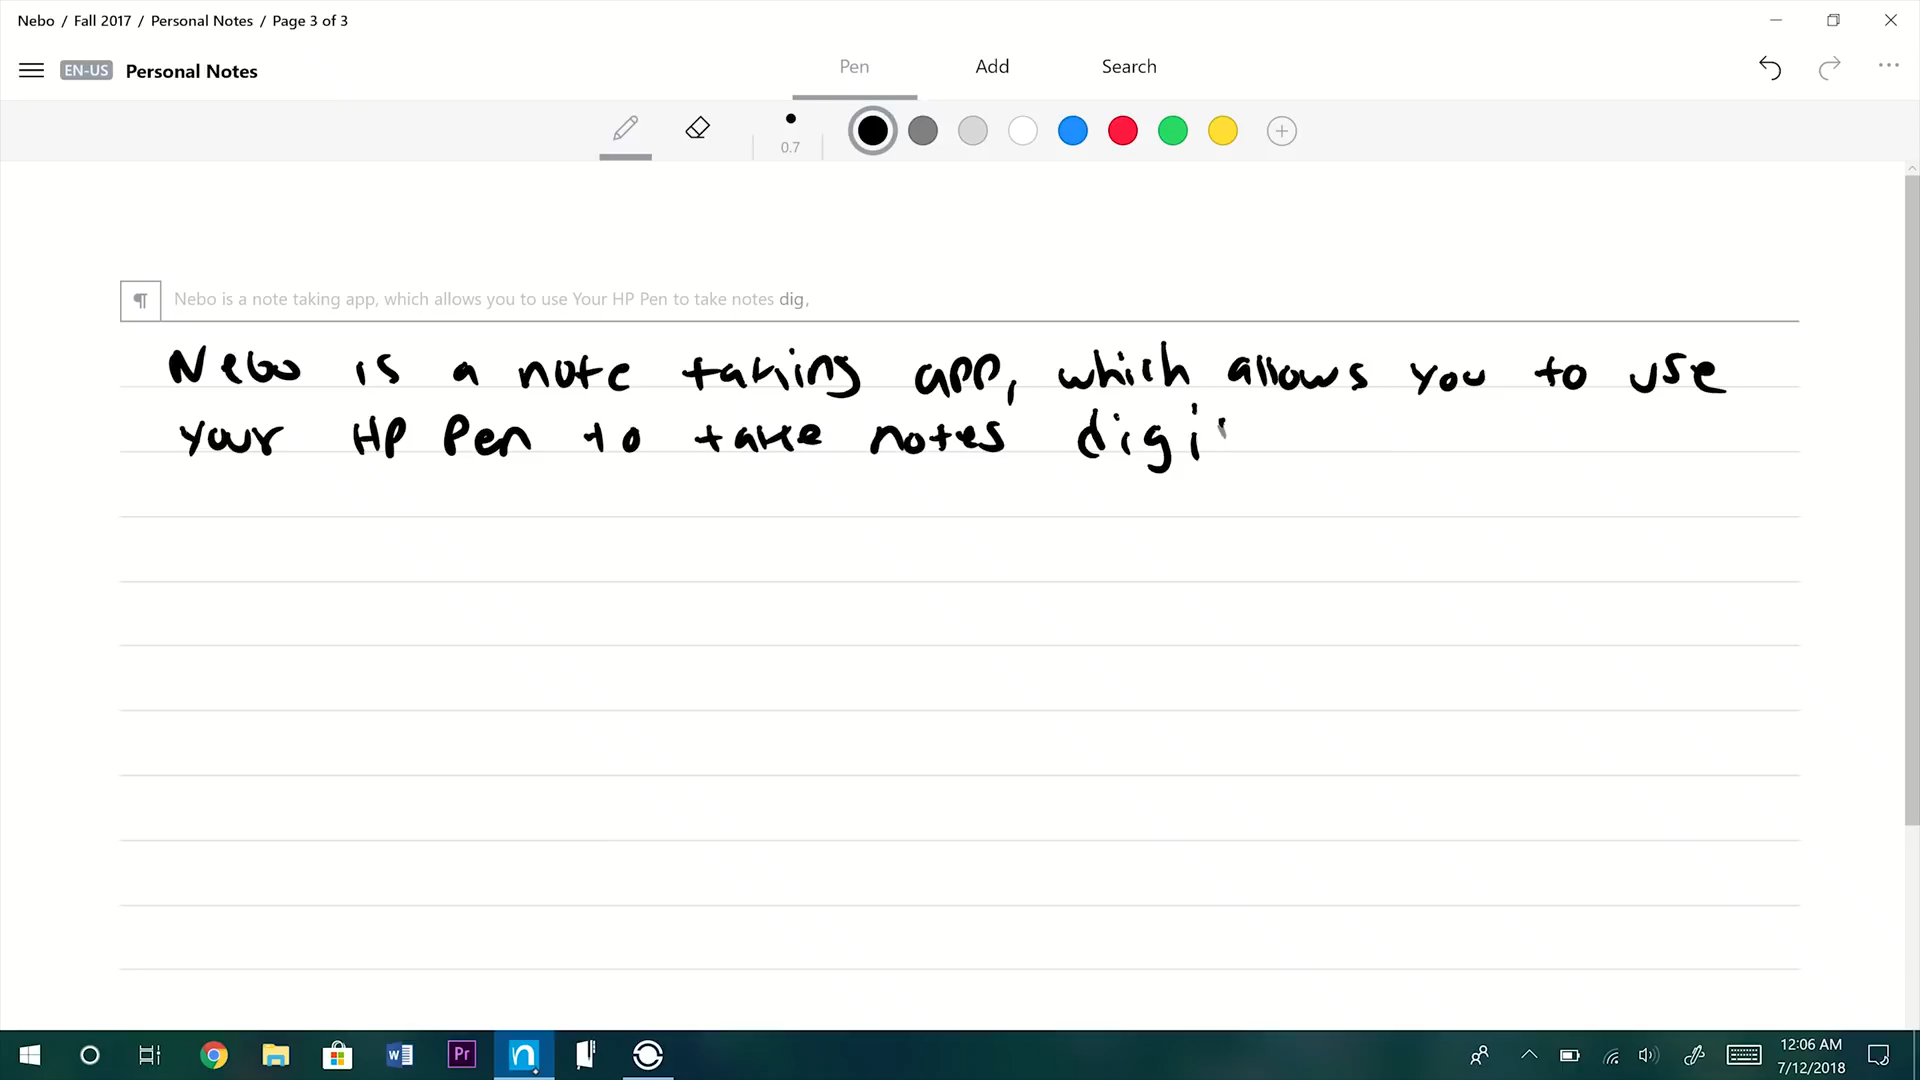 Nebo / Fall 2017 / Personal Notes / Page 3 of 3
EN-US Personal Notes
Pen Add Search
0.7
Nebo is a note taking app, which allows you to use Your HP Pen to take notes dig,
Nebo is a note taking app, which allows you to use
your HP Pen to take notes digi
Pr
12:06 AM
7/12/2018